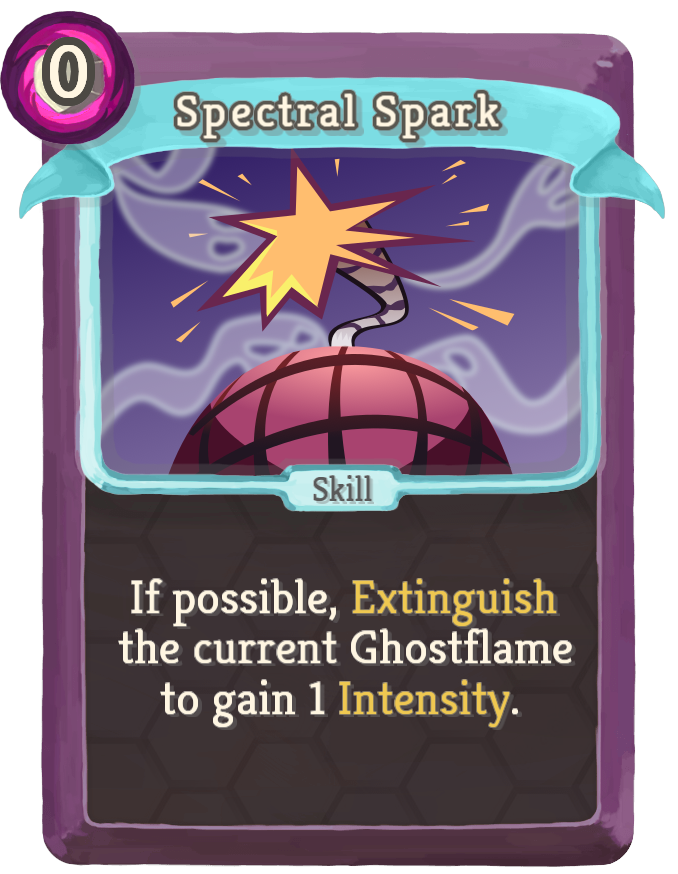 0
Spectral Spark
Skill
If possible, Extinguish
the current Ghostflame
to gain 1 Intensity.